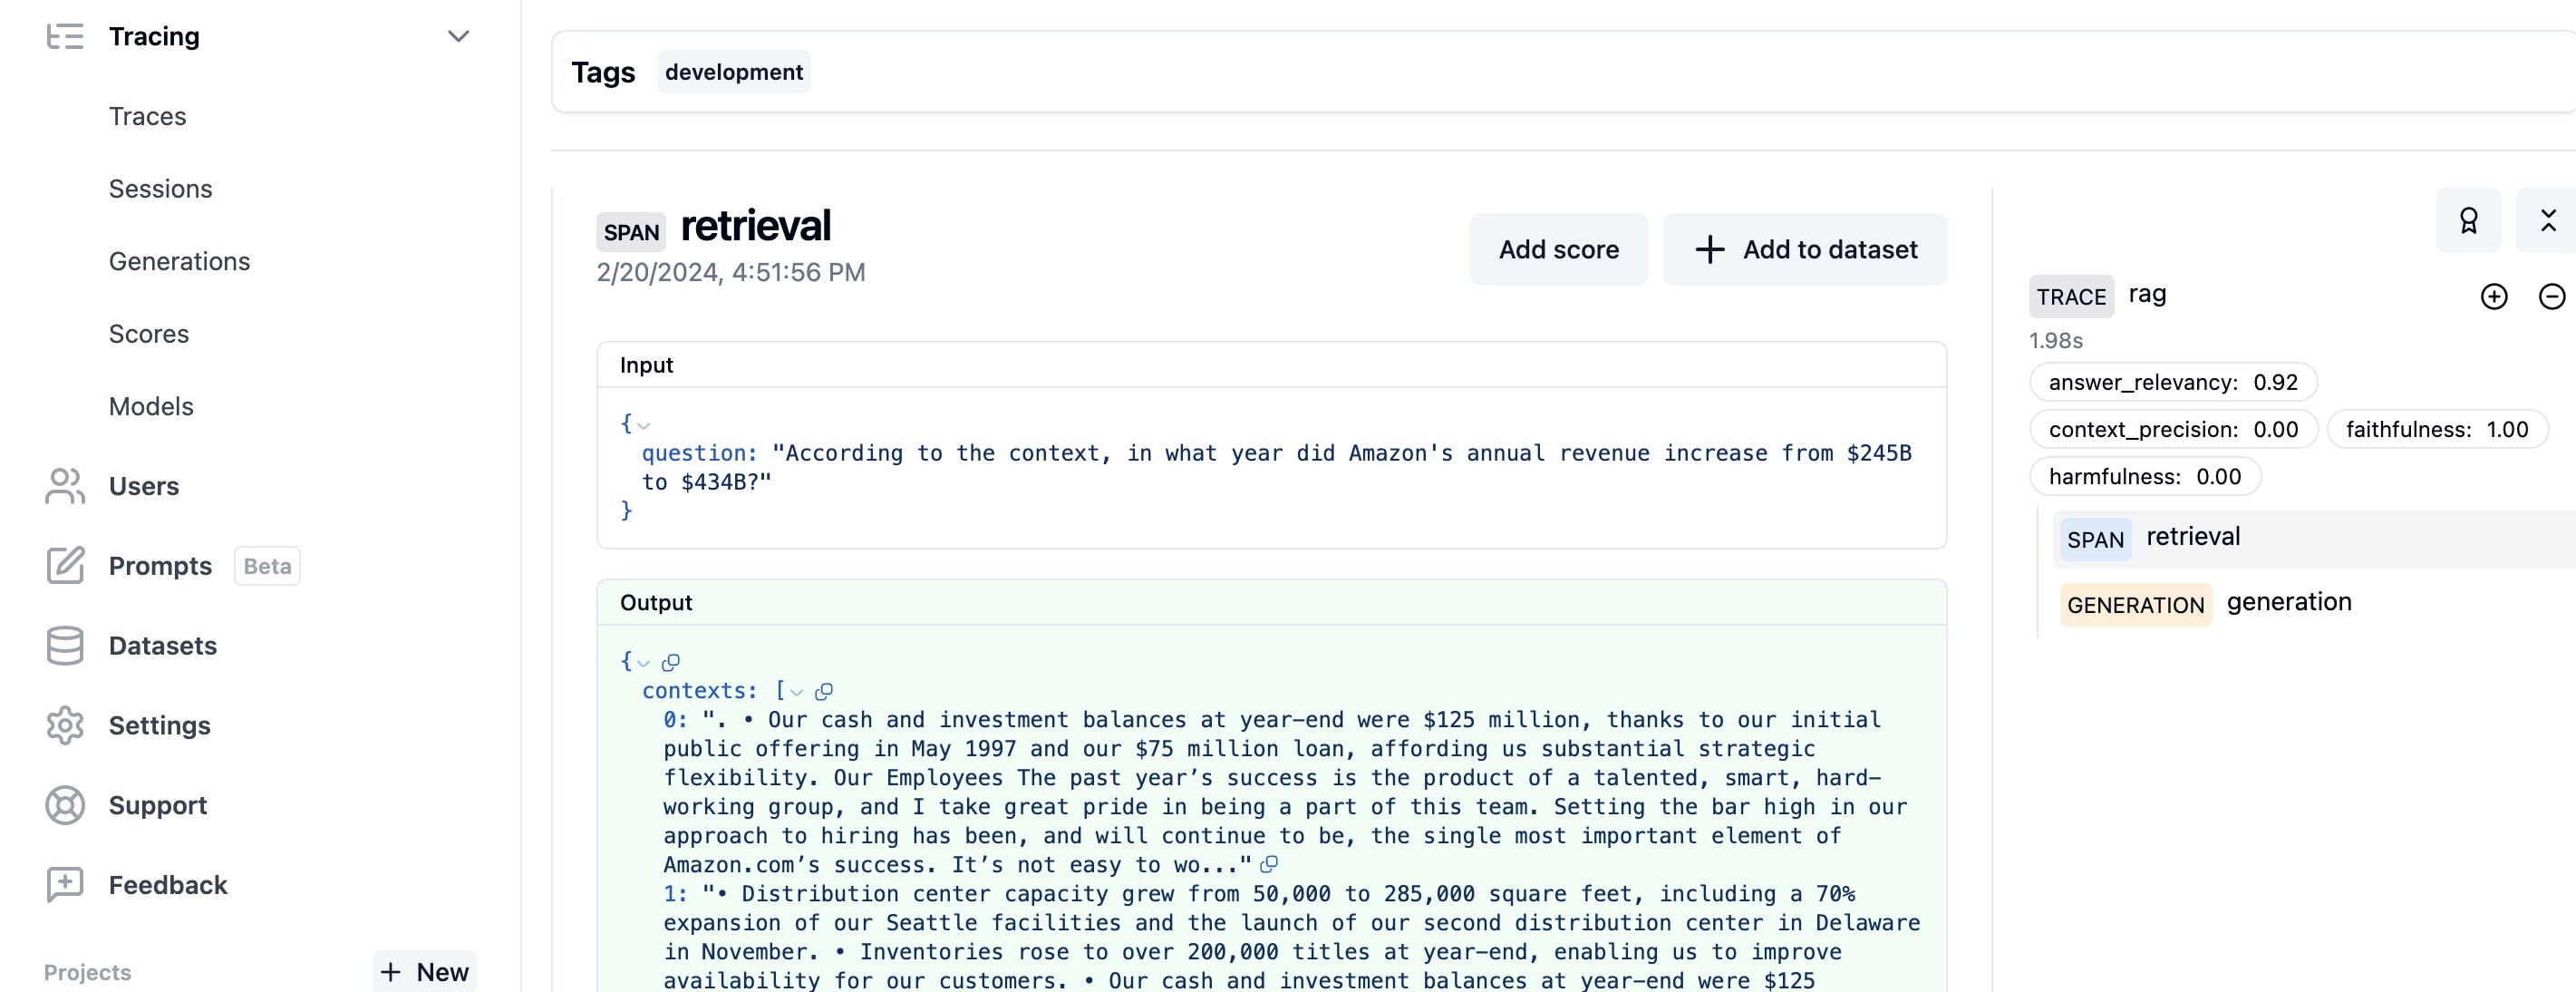 Tracing
Traces
Sessions
Generations
Scores
Models
Users
Prompts Beta
Datasets
Settings
Support
Feedback
Projects + New
Tags development
SPAN retrieval
2/20/2024, 4:51:56 PM
Add score + Add to dataset
Input
{
question: "According to the context, in what year did Amazon's annual revenue increase from $245B
to $434B?"
}
Output
{
contexts: [
0: ". • Our cash and investment balances at year–end were $125 million, thanks to our initial
public offering in May 1997 and our $75 million loan, affording us substantial strategic
flexibility. Our Employees The past year’s success is the product of a talented, smart, hard–
working group, and I take great pride in being a part of this team. Setting the bar high in our
approach to hiring has been, and will continue to be, the single most important element of
Amazon.com’s success. It’s not easy to wo..."
1: "• Distribution center capacity grew from 50,000 to 285,000 square feet, including a 70%
expansion of our Seattle facilities and the launch of our second distribution center in Delaware
in November. • Inventories rose to over 200,000 titles at year–end, enabling us to improve
availability for our customers. • Our cash and investment balances at year–end were $125
TRACE rag
1.98s
answer_relevancy: 0.92
context_precision: 0.00 faithfulness: 1.00
harmfulness: 0.00
SPAN retrieval
GENERATION generation